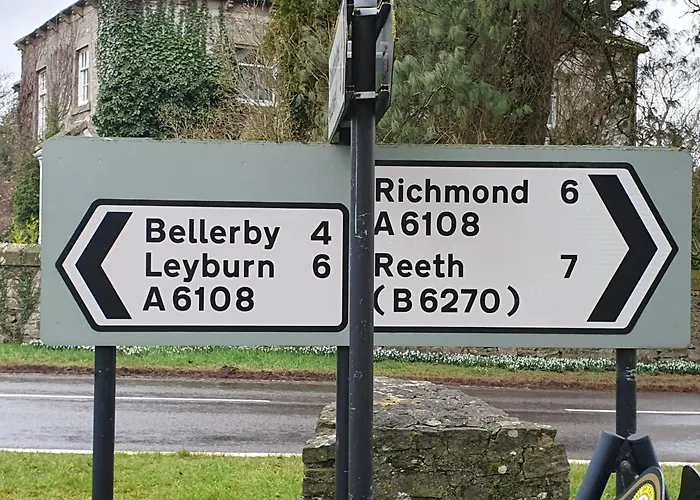 Bellerby 4
Leyburn 6
A6108
Richmond 6
A6108
Reeth 7
(B6270)